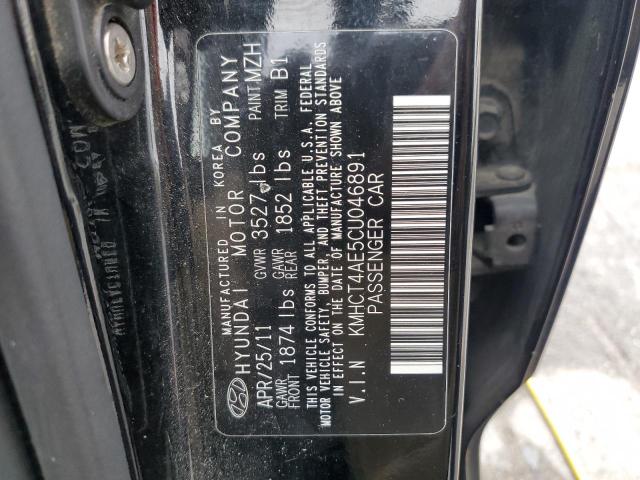 MANUFACTURED IN KOREA BY
HYUNDAI MOTOR COMPANY
APR/25/11 GVWR 3527 lbs PAINT MZH
GAWR FRONT 1874 lbs GAWR REAR 1852 lbs TRIM B1
THIS VEHICLE CONFORMS TO ALL APPLICABLE U.S.A. FEDERAL
MOTOR VEHICLE SAFETY, BUMPER, AND THEFT PREVENTION STANDARDS
IN EFFECT ON THE DATE OF MANUFACTURE SHOWN ABOVE
V.I.N KMHCT4AE5CU046891
PASSENGER CAR